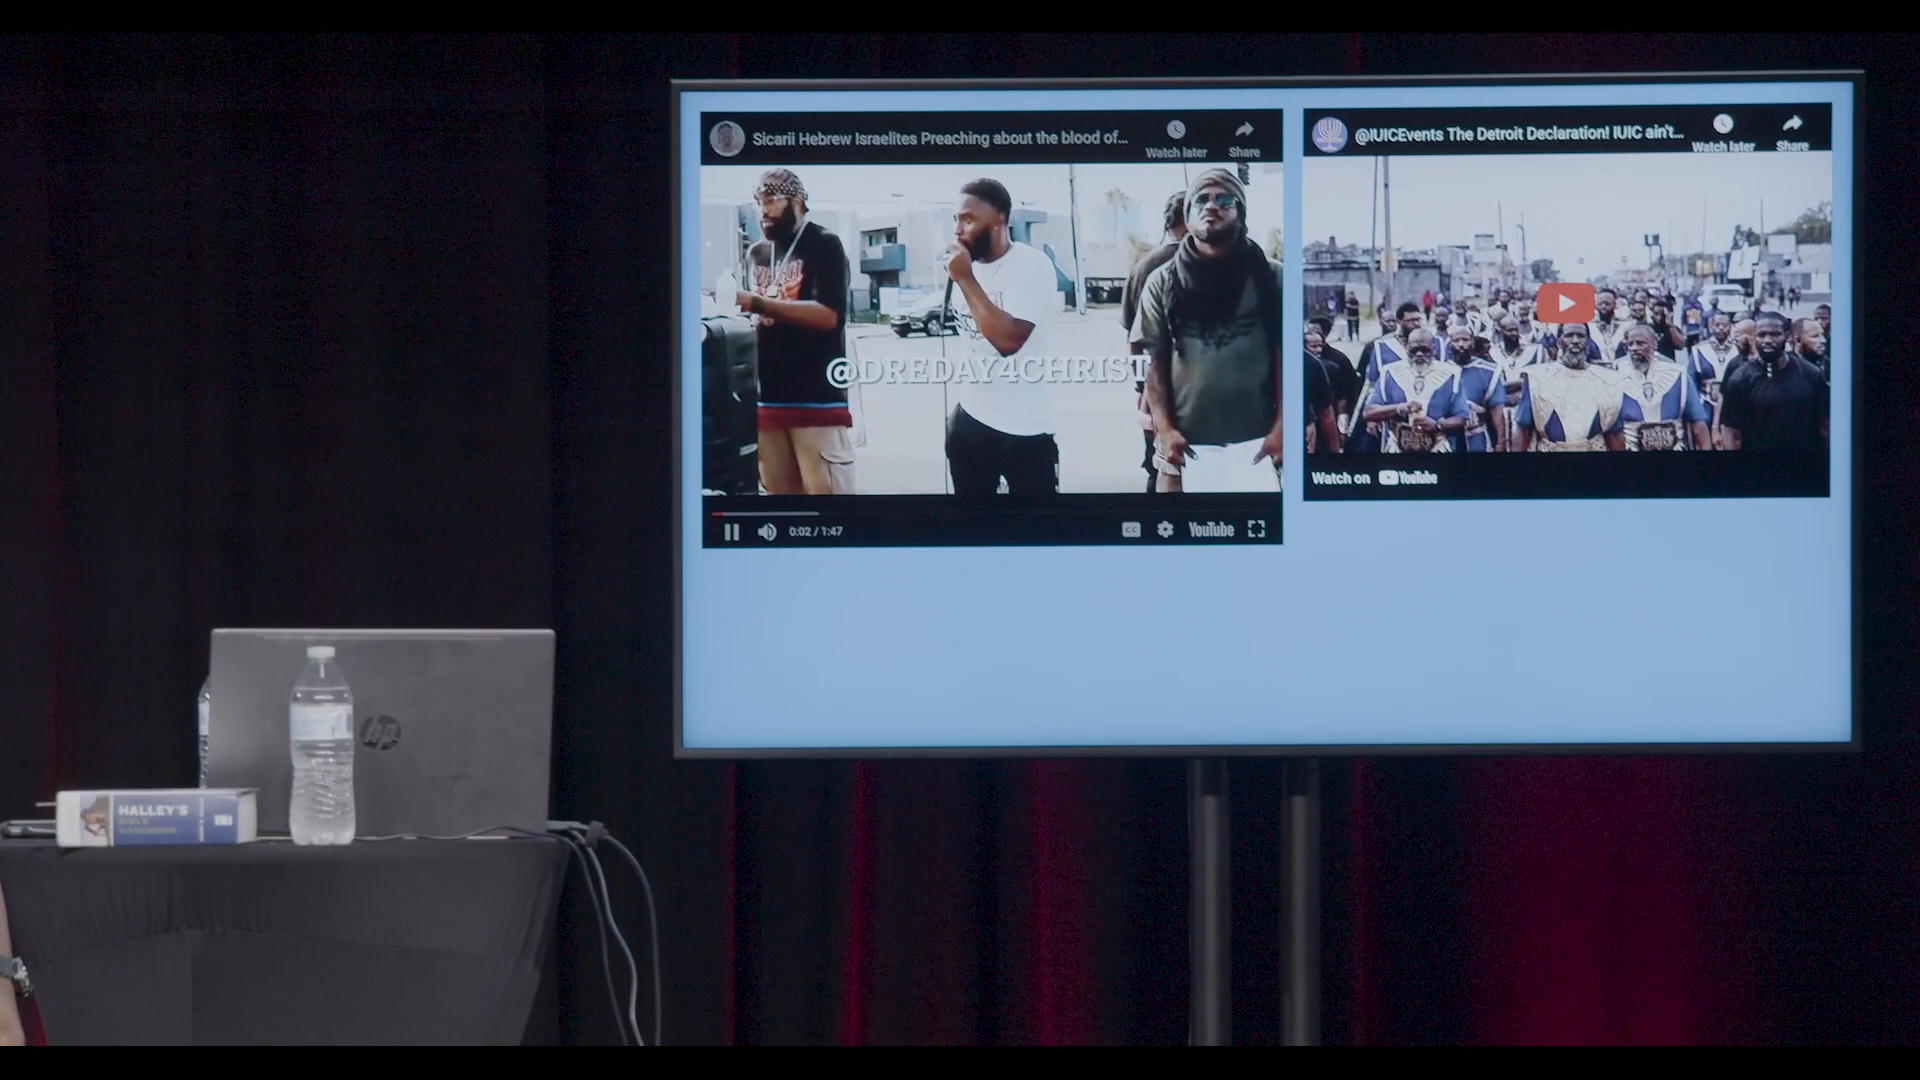 Sicarii Hebrew Israelites Preaching about the blood of...
Watch later
Share
@DREDAY4CHRIST
0:02 / 1:47
CC
YouTube
@IUICEvents The Detroit Declaration! IUIC ain't...
Watch later
Share
Watch on YouTube
hp
HALLEY'S
BIBLE
HANDBOOK